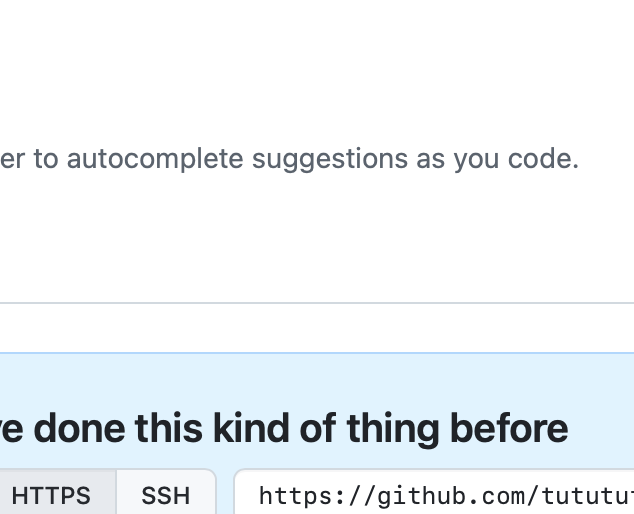 er to autocomplete suggestions as you code.
ve done this kind of thing before
HTTPS SSH https://github.com/tututut